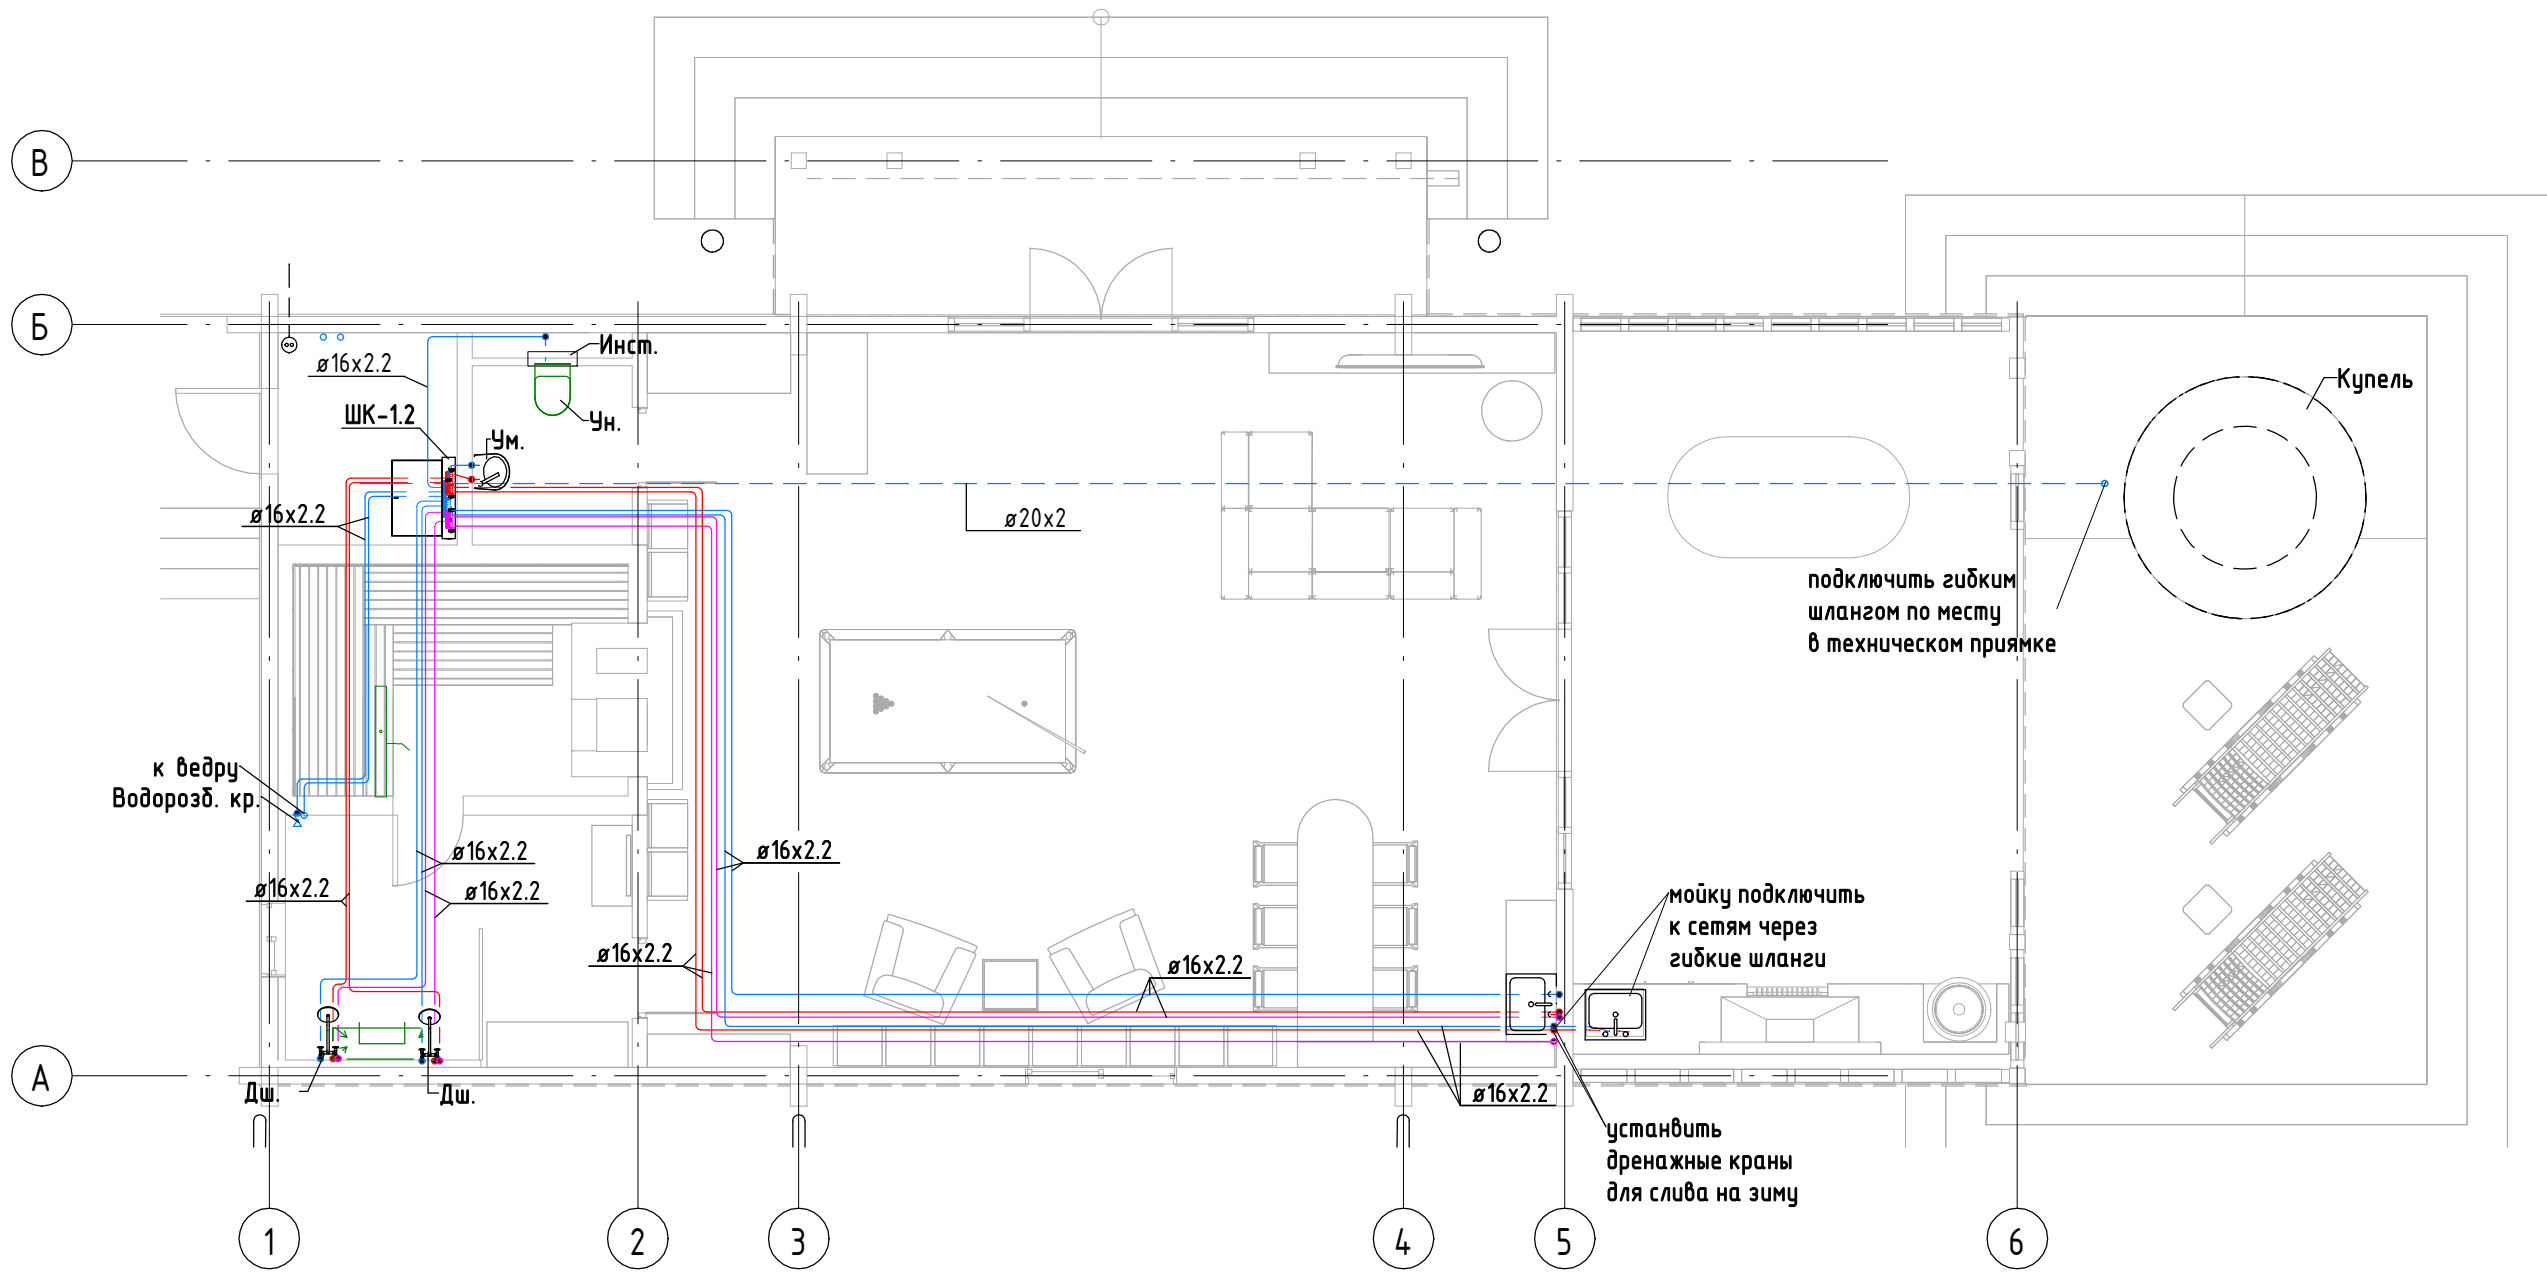 В
Б
Инст.
ø16x2.2
Купель
ШК-1.2
Ун.
Ум.
ø16x2.2
ø20x2
подключить гибким
шлангом по месту
в техническом приямке
к ведру
Водорозб. кр.
ø16x2.2
ø16x2.2
ø16x2.2
ø16x2.2
мойку подключить
к сетям через
гибкие шланги
ø16x2.2
ø16x2.2
А
Дш.
Дш.
ø16x2.2
устанвить
дренажные краны
для слива на зиму
1
2
3
4
5
6